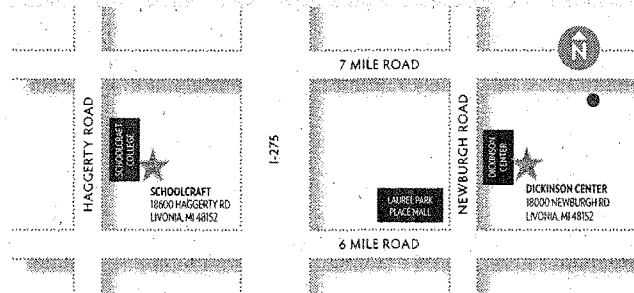 N
7 MILE ROAD
HAGGERTY ROAD
SCHOOLCRAFT
COLLEGE
I-275
NEWBURGH ROAD
DICKINSON
CENTER
SCHOOLCRAFT
18600 HAGGERTY RD
LIVONIA, MI 48152
LAUREL PARK
PLACE MALL
DICKINSON CENTER
18000 NEWBURGH RD
LIVONIA, MI 48152
6 MILE ROAD